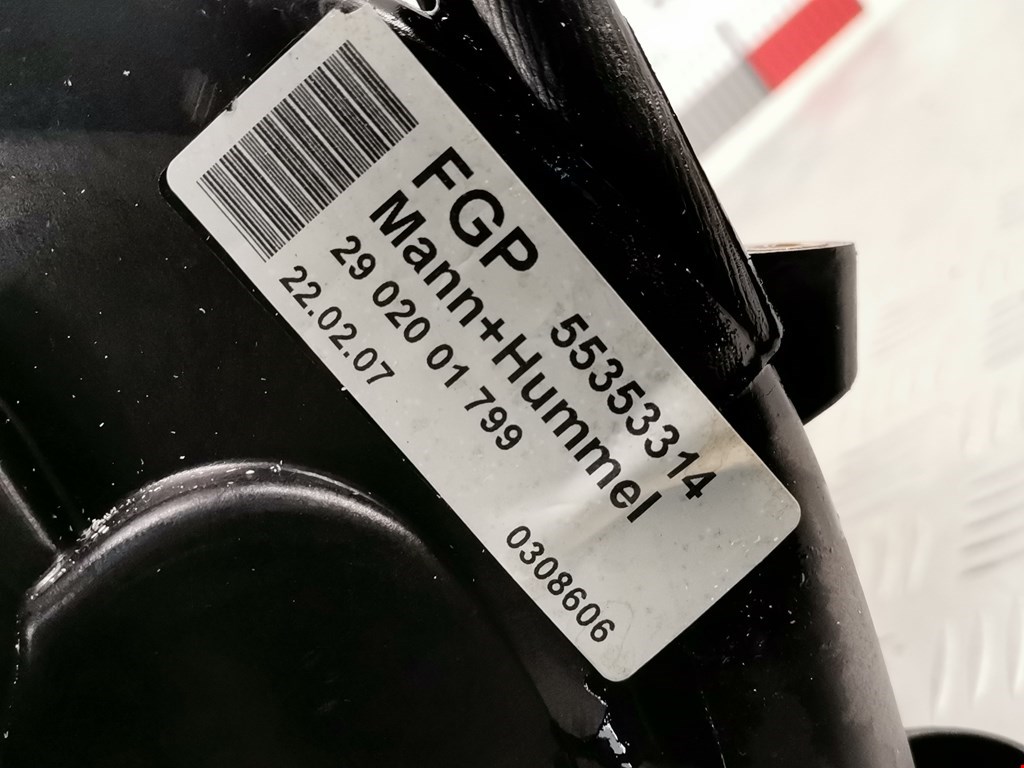 FGP 55353314
Mann+Hummel
29 020 01 799
22.02.07 0308606